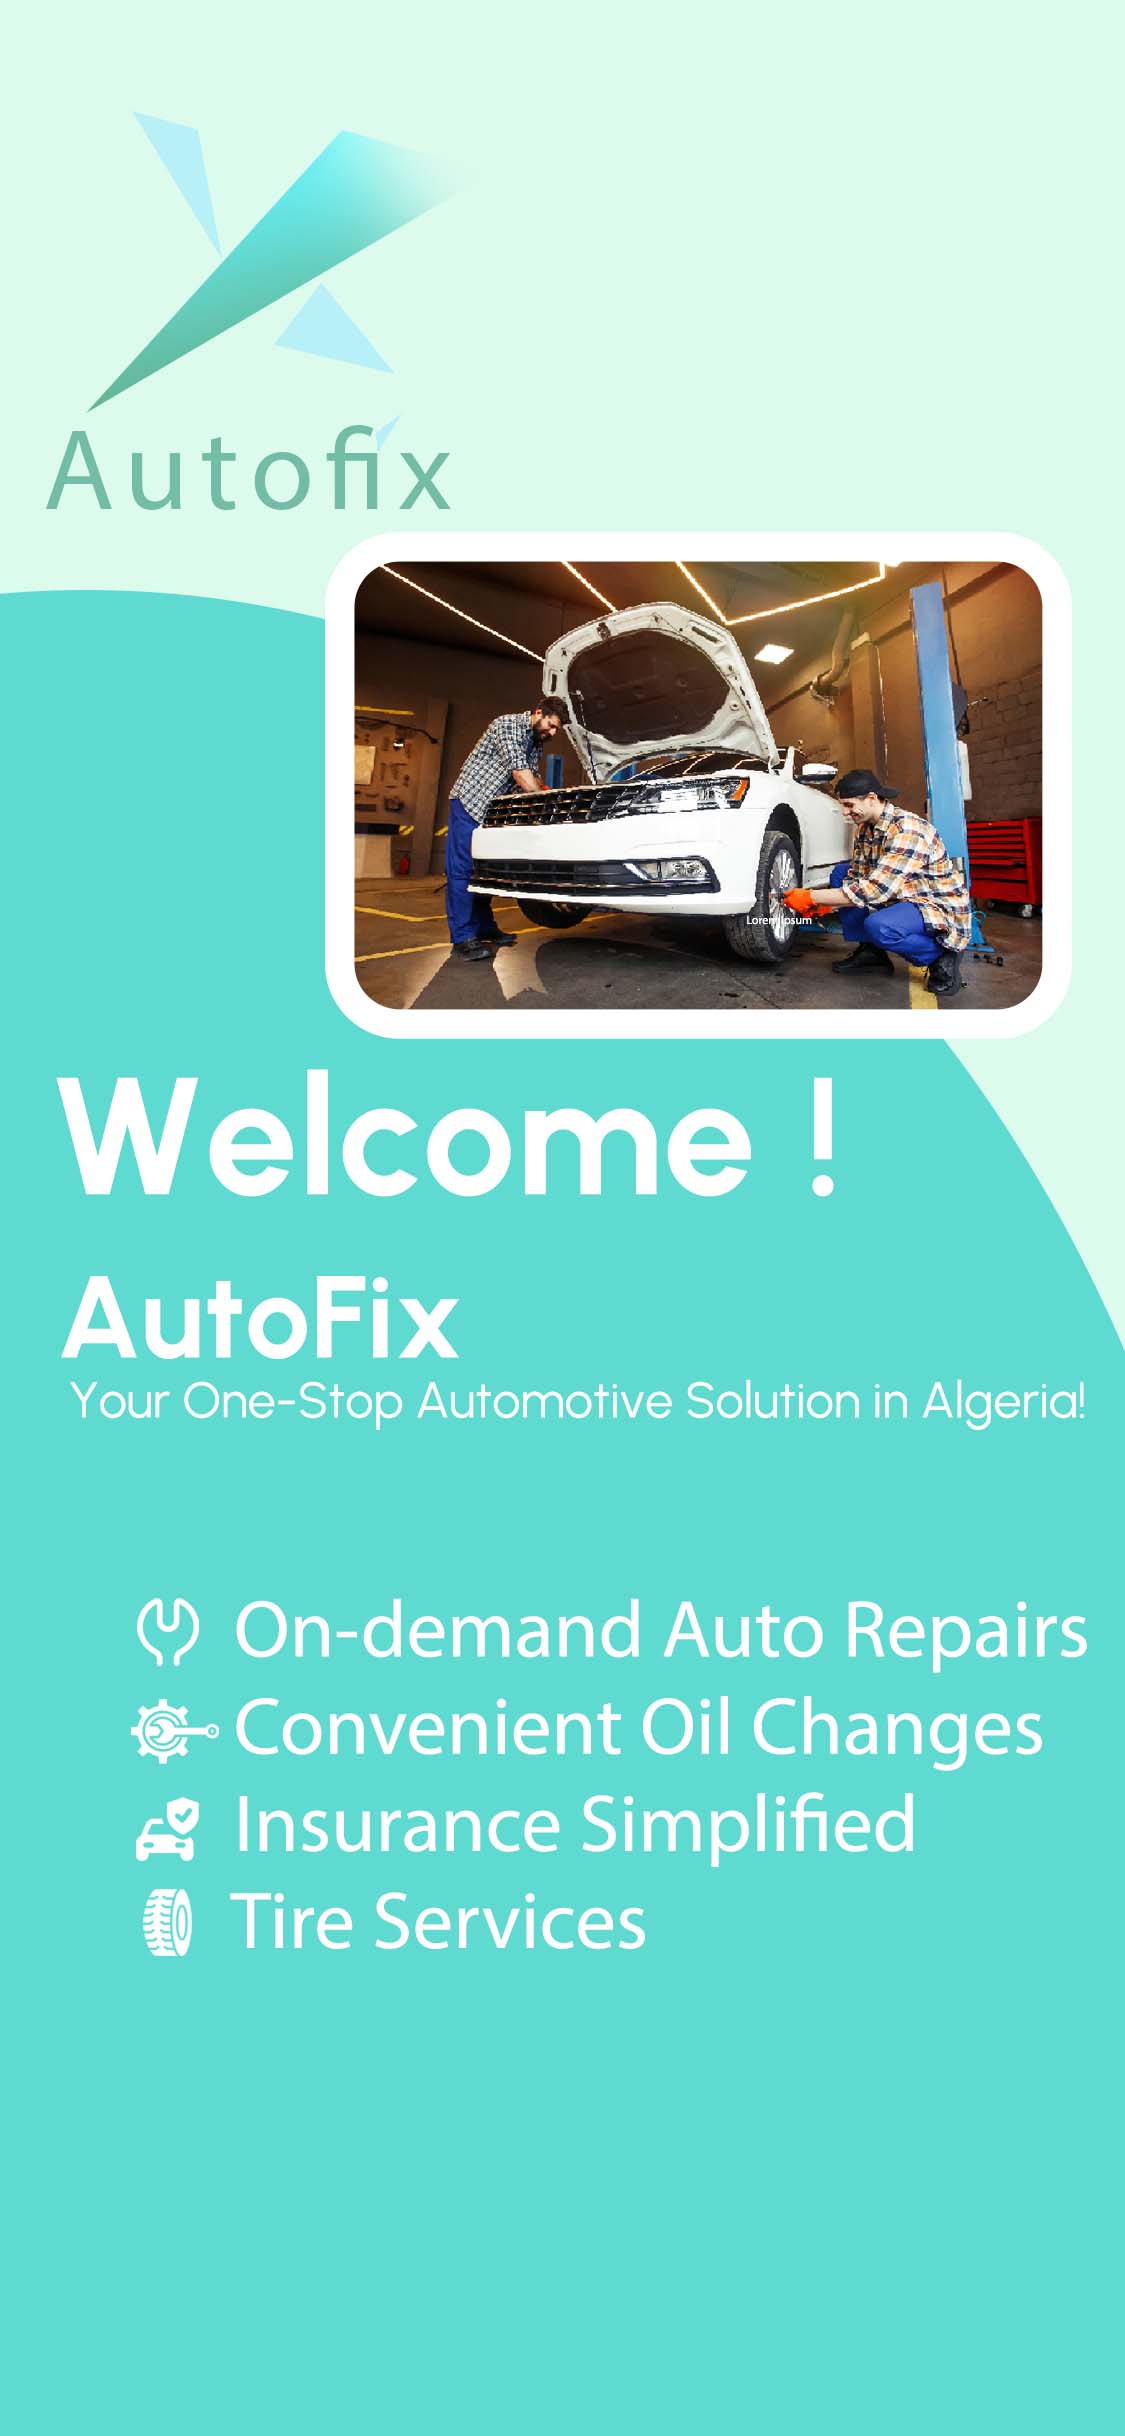 Autofix
Lorem ipsum
Welcome !
AutoFix
Your One-Stop Automotive Solution in Algeria!
On-demand Auto Repairs
Convenient Oil Changes
Insurance Simplified
Tire Services